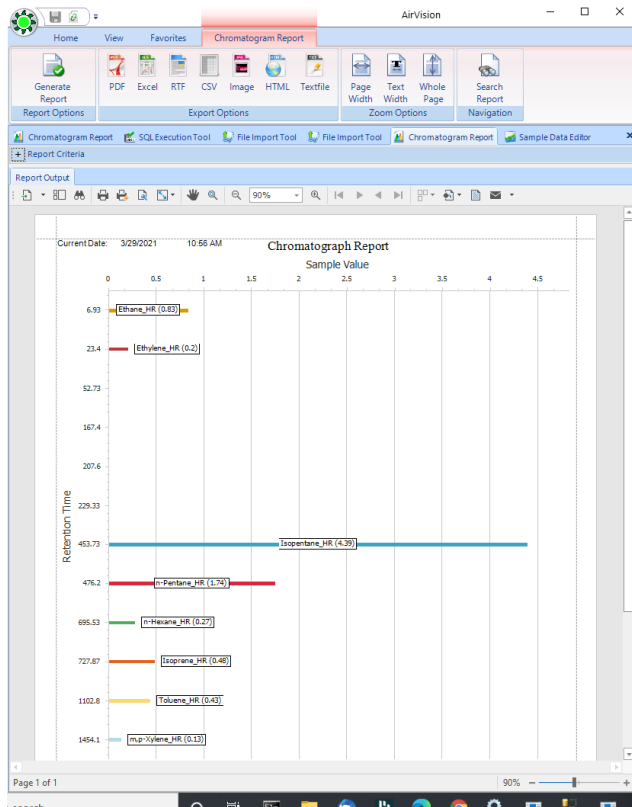 AirVision
Home View Favorites Chromatogram Report
Generate Report
PDF Excel RTF CSV Image HTML Textfile
Page Width Text Width Whole Page
Search Report
Report Options Export Options Zoom Options Navigation
Chromatogram Report SQL Execution Tool File Import Tool File Import Tool Chromatogram Report Sample Data Editor
+ Report Criteria
Report Output
90%
Current Date: 3/29/2021 10:56 AM Chromatograph Report
Sample Value
0 0.5 1 1.5 2 2.5 3 3.5 4 4.5
Retention Time
6.93 Ethane_HR (0.83)
23.4 Ethylene_HR (0.2)
52.73
167.4
207.6
229.33
453.73 Isopentane_HR (4.39)
476.2 n-Pentane_HR (1.74)
695.53 n-Hexane_HR (0.27)
727.87 Isoprene_HR (0.48)
1102.8 Toluene_HR (0.43)
1454.1 m,p-Xylene_HR (0.13)
Page 1 of 1 90%